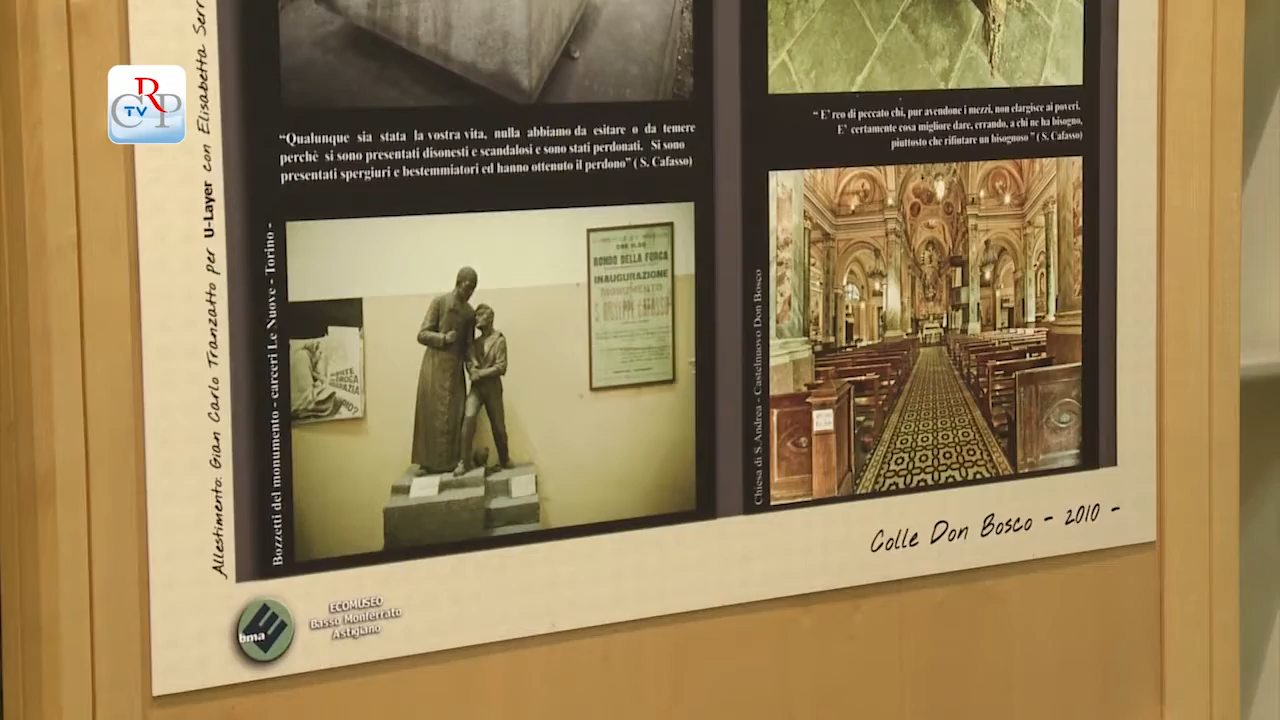 CRP
TV
Allestimento: Gian Carlo Tranzatto per U-Layer con Elisabetta Serr
“Qualunque sia stata la vostra vita, nulla abbiamo da esitare o da temere
perchè si sono presentati disonesti e scandalosi e sono stati perdonati. Si sono
presentati spergiuri e bestemmiatori ed hanno ottenuto il perdono” ( S. Cafasso)
“ E’ reo di peccato chi, pur avendone i mezzi, non elargisce ai poveri.
E’ certamente cosa migliore dare, errando, a chi ne ha bisogno,
piuttosto che rifiutare un bisognoso ” ( S. Cafasso)
Bozzetti del monumento - carceri Le Nuove - Torino -
RONDO DELLA FORCA
INAUGURAZIONE
MONUMENTO
S. GIUSEPPE CAFASSO
Chiesa di S.Andrea - Castelnuovo Don Bosco
Colle Don Bosco - 2010 -
bma
ECOMUSEO
Basso Monferrato
Astigiano